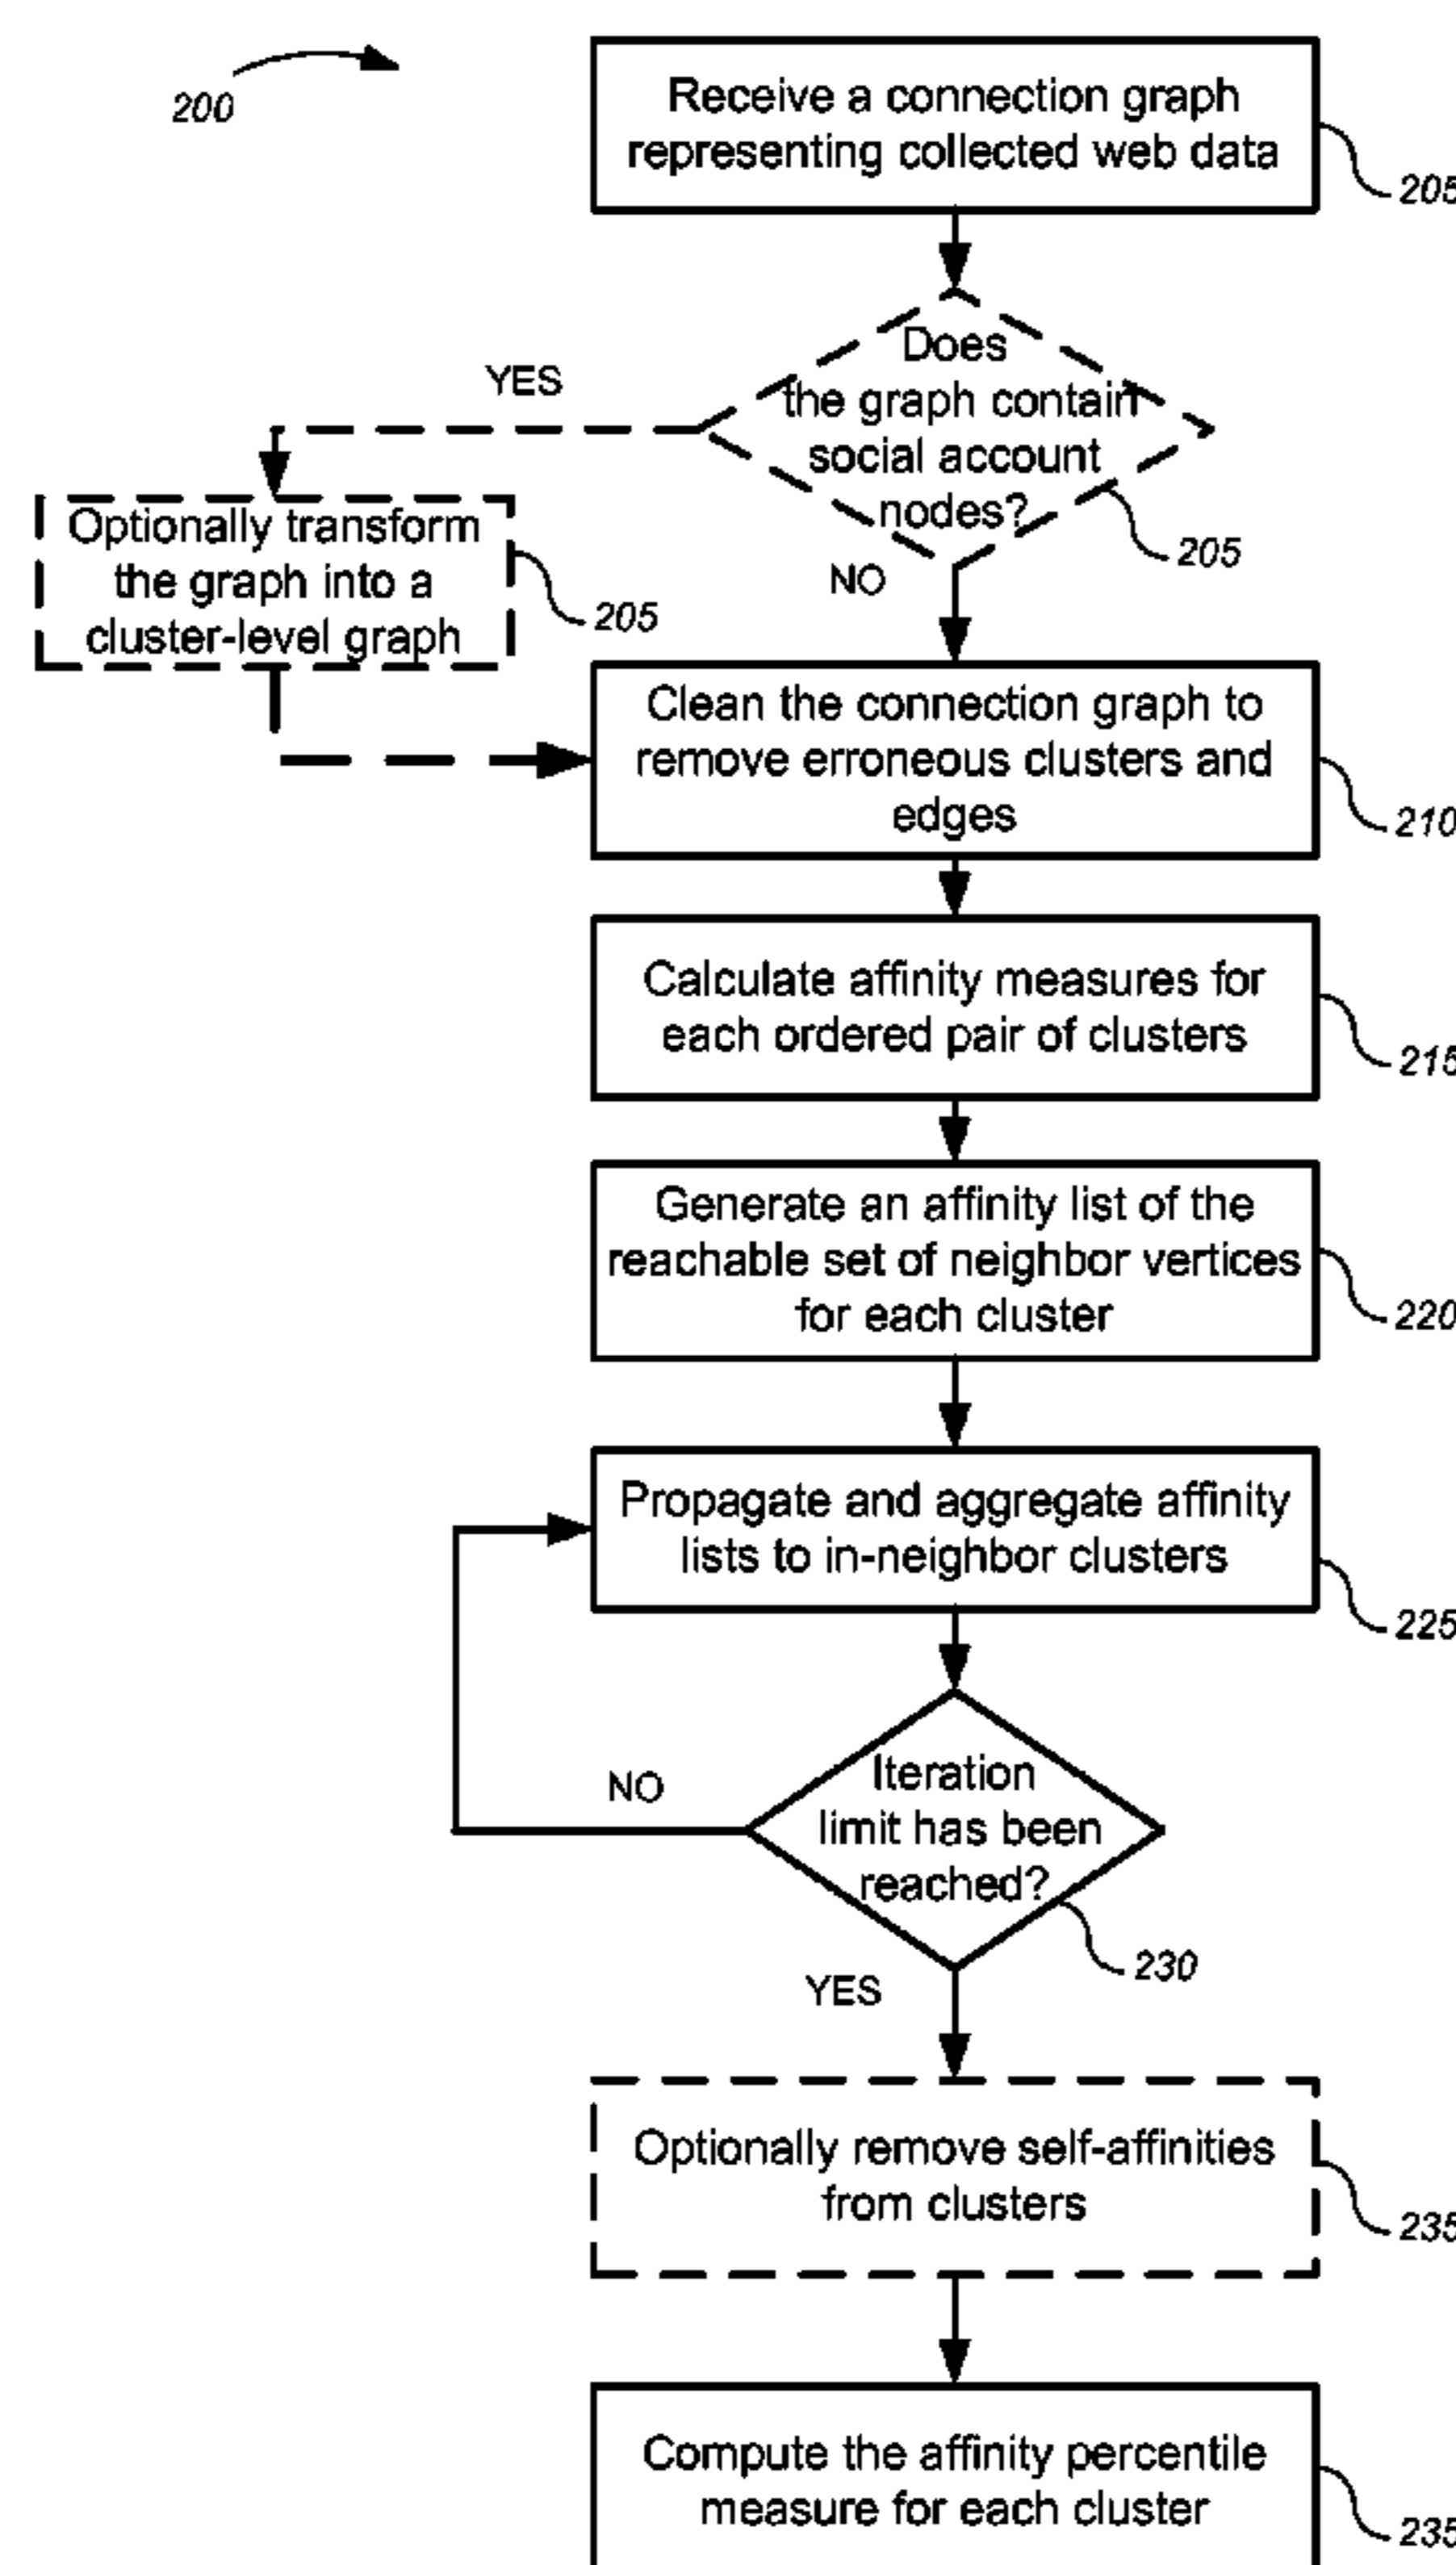 200
Receive a connection graph
representing collected web data
205
Does
the graph contain
social account
nodes?
205
YES
NO
Optionally transform
the graph into a
cluster-level graph
205
Clean the connection graph to
remove erroneous clusters and
edges
210
Calculate affinity measures for
each ordered pair of clusters
215
Generate an affinity list of the
reachable set of neighbor vertices
for each cluster
220
Propagate and aggregate affinity
lists to in-neighbor clusters
225
Iteration
limit has been
reached?
230
NO
YES
Optionally remove self-affinities
from clusters
235
Compute the affinity percentile
measure for each cluster
235